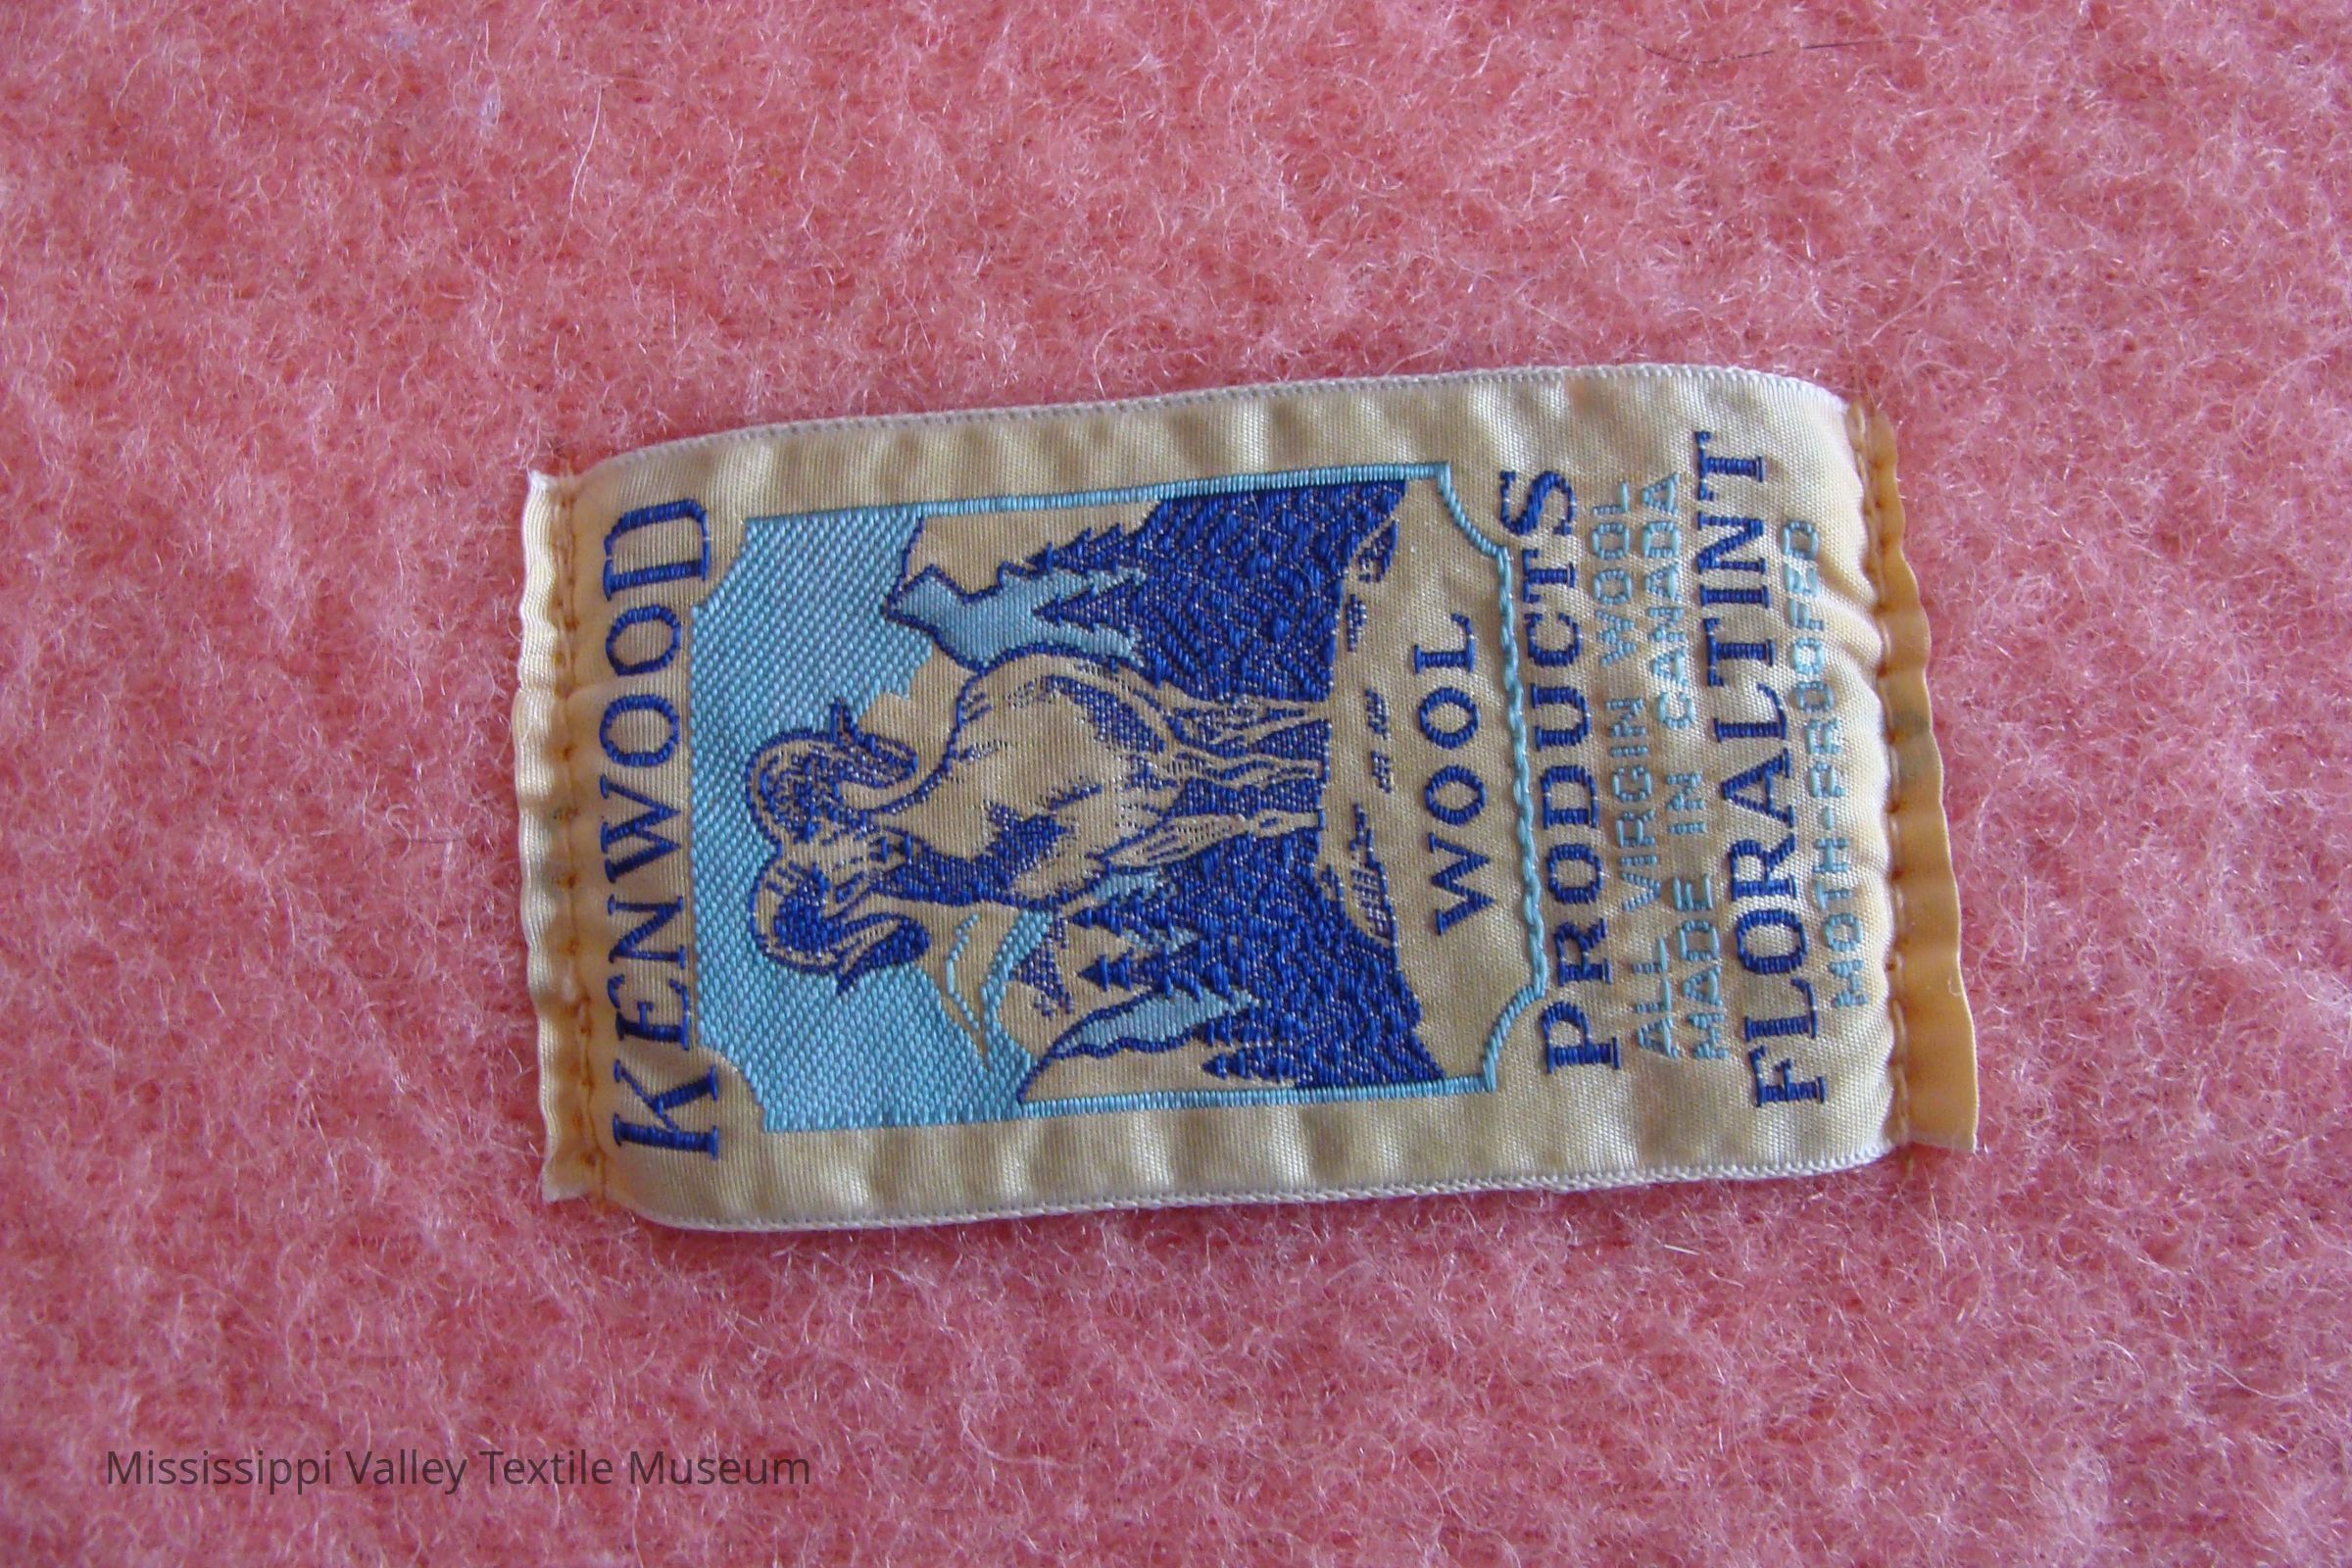 KENWOOD
WOOL
PRODUCTS
ALL VIRGIN WOOL
MADE IN CANADA
FLORALTINT
MOTH-PROOFED
Mississippi Valley Textile Museum